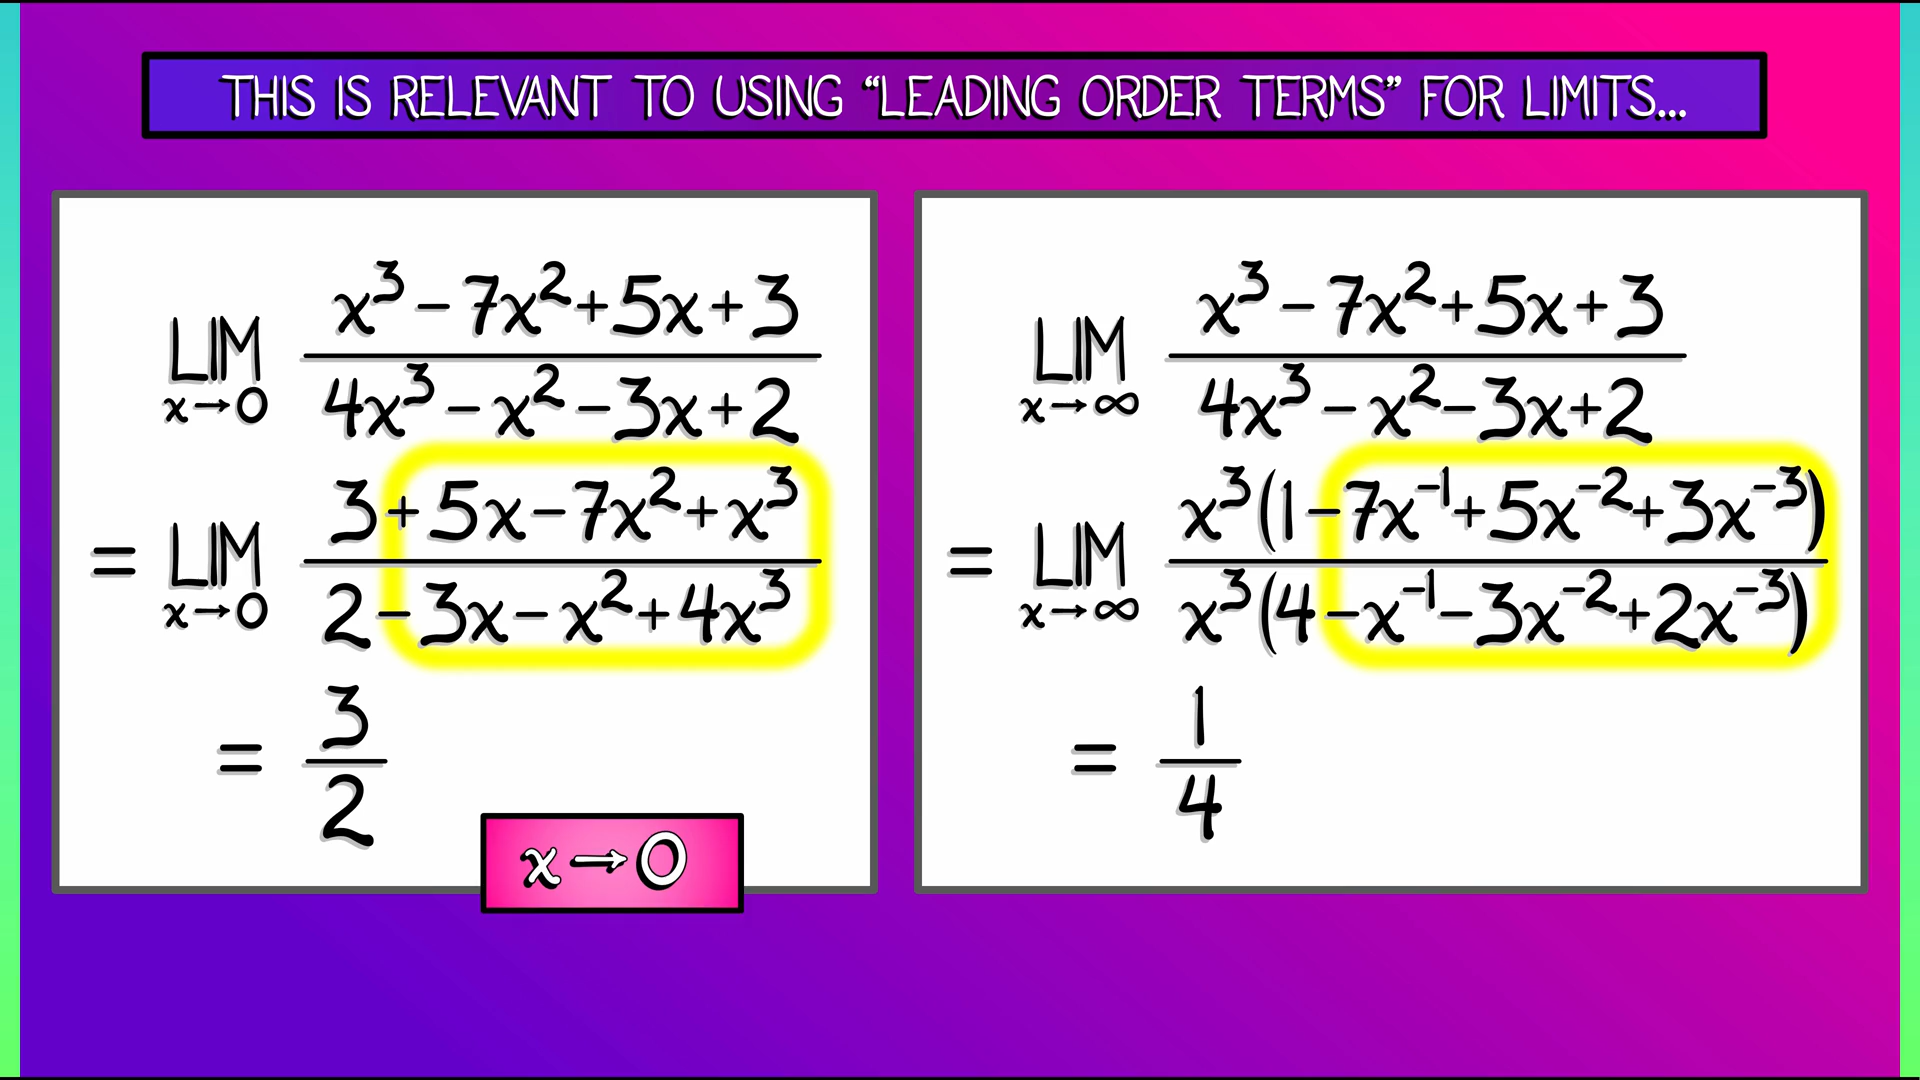 THIS IS RELEVANT TO USING “LEADING ORDER TERMS” FOR LIMITS...
LIM x→0 (x³ − 7x² + 5x + 3)/(4x³ − x² − 3x + 2)
= LIM x→0 (3 + 5x − 7x² + x³)/(2 − 3x − x² + 4x³)
= 3/2
x→0
LIM x→∞ (x³ − 7x² + 5x + 3)/(4x³ − x² − 3x + 2)
= LIM x→∞ x³(1 − 7x⁻¹ + 5x⁻² + 3x⁻³)/x³(4 − x⁻¹ − 3x⁻² + 2x⁻³)
= 1/4